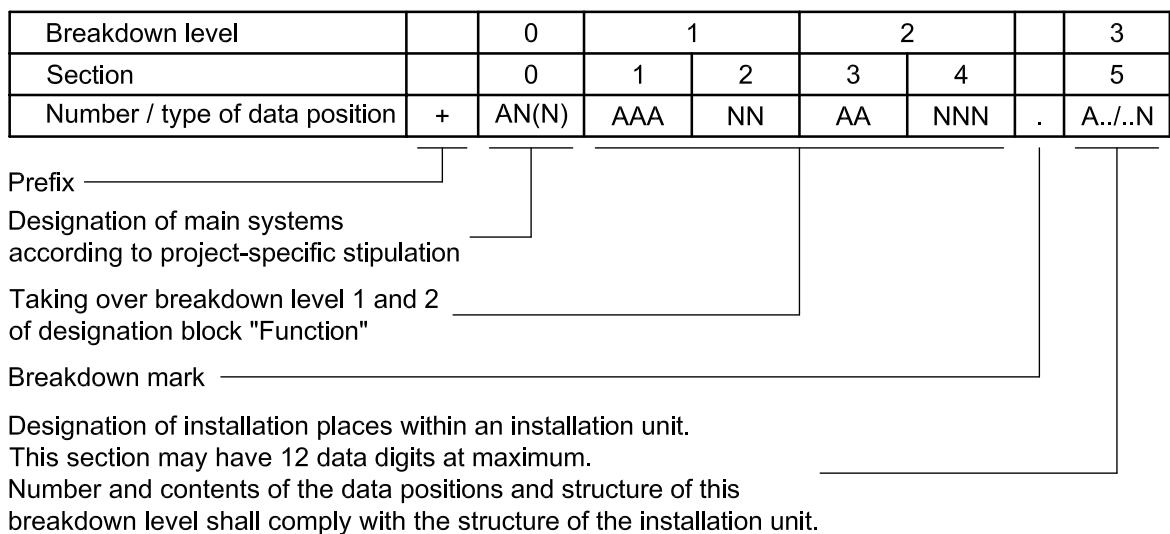 Breakdown level 0 1 2 3
Section 0 1 2 3 4 5
Number / type of data position + AN(N) AAA NN AA NNN . A../..N
Prefix
Designation of main systems
according to project-specific stipulation
Taking over breakdown level 1 and 2
of designation block "Function"
Breakdown mark
Designation of installation places within an installation unit.
This section may have 12 data digits at maximum.
Number and contents of the data positions and structure of this
breakdown level shall comply with the structure of the installation unit.